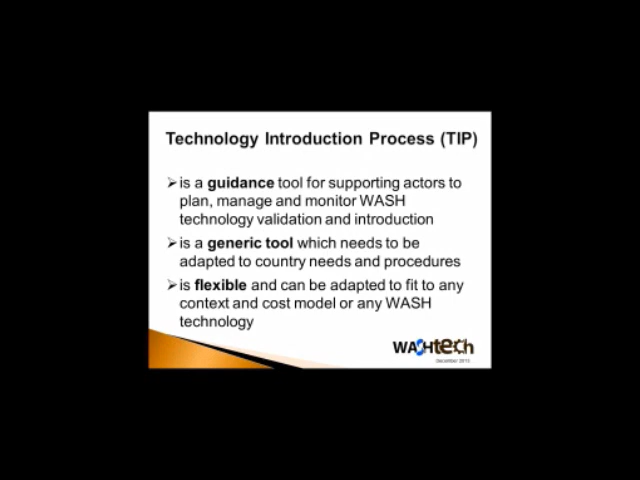 Technology Introduction Process (TIP)
➢is a guidance tool for supporting actors to
plan, manage and monitor WASH
technology validation and introduction
➢is a generic tool which needs to be
adapted to country needs and procedures
➢is flexible and can be adapted to fit to any
context and cost model or any WASH
technology
WASHtech
December 2013